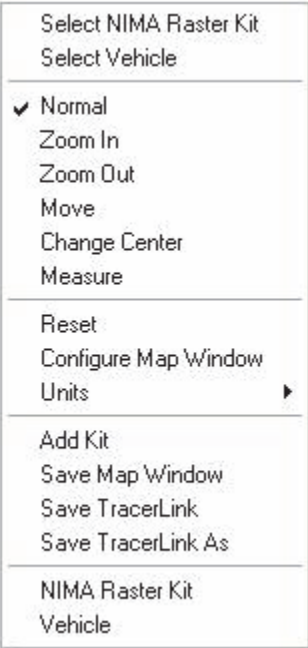 Select NIMA Raster Kit
Select Vehicle
Normal
Zoom In
Zoom Out
Move
Change Center
Measure
Reset
Configure Map Window
Units
Add Kit
Save Map Window
Save TracerLink
Save TracerLink As
NIMA Raster Kit
Vehicle